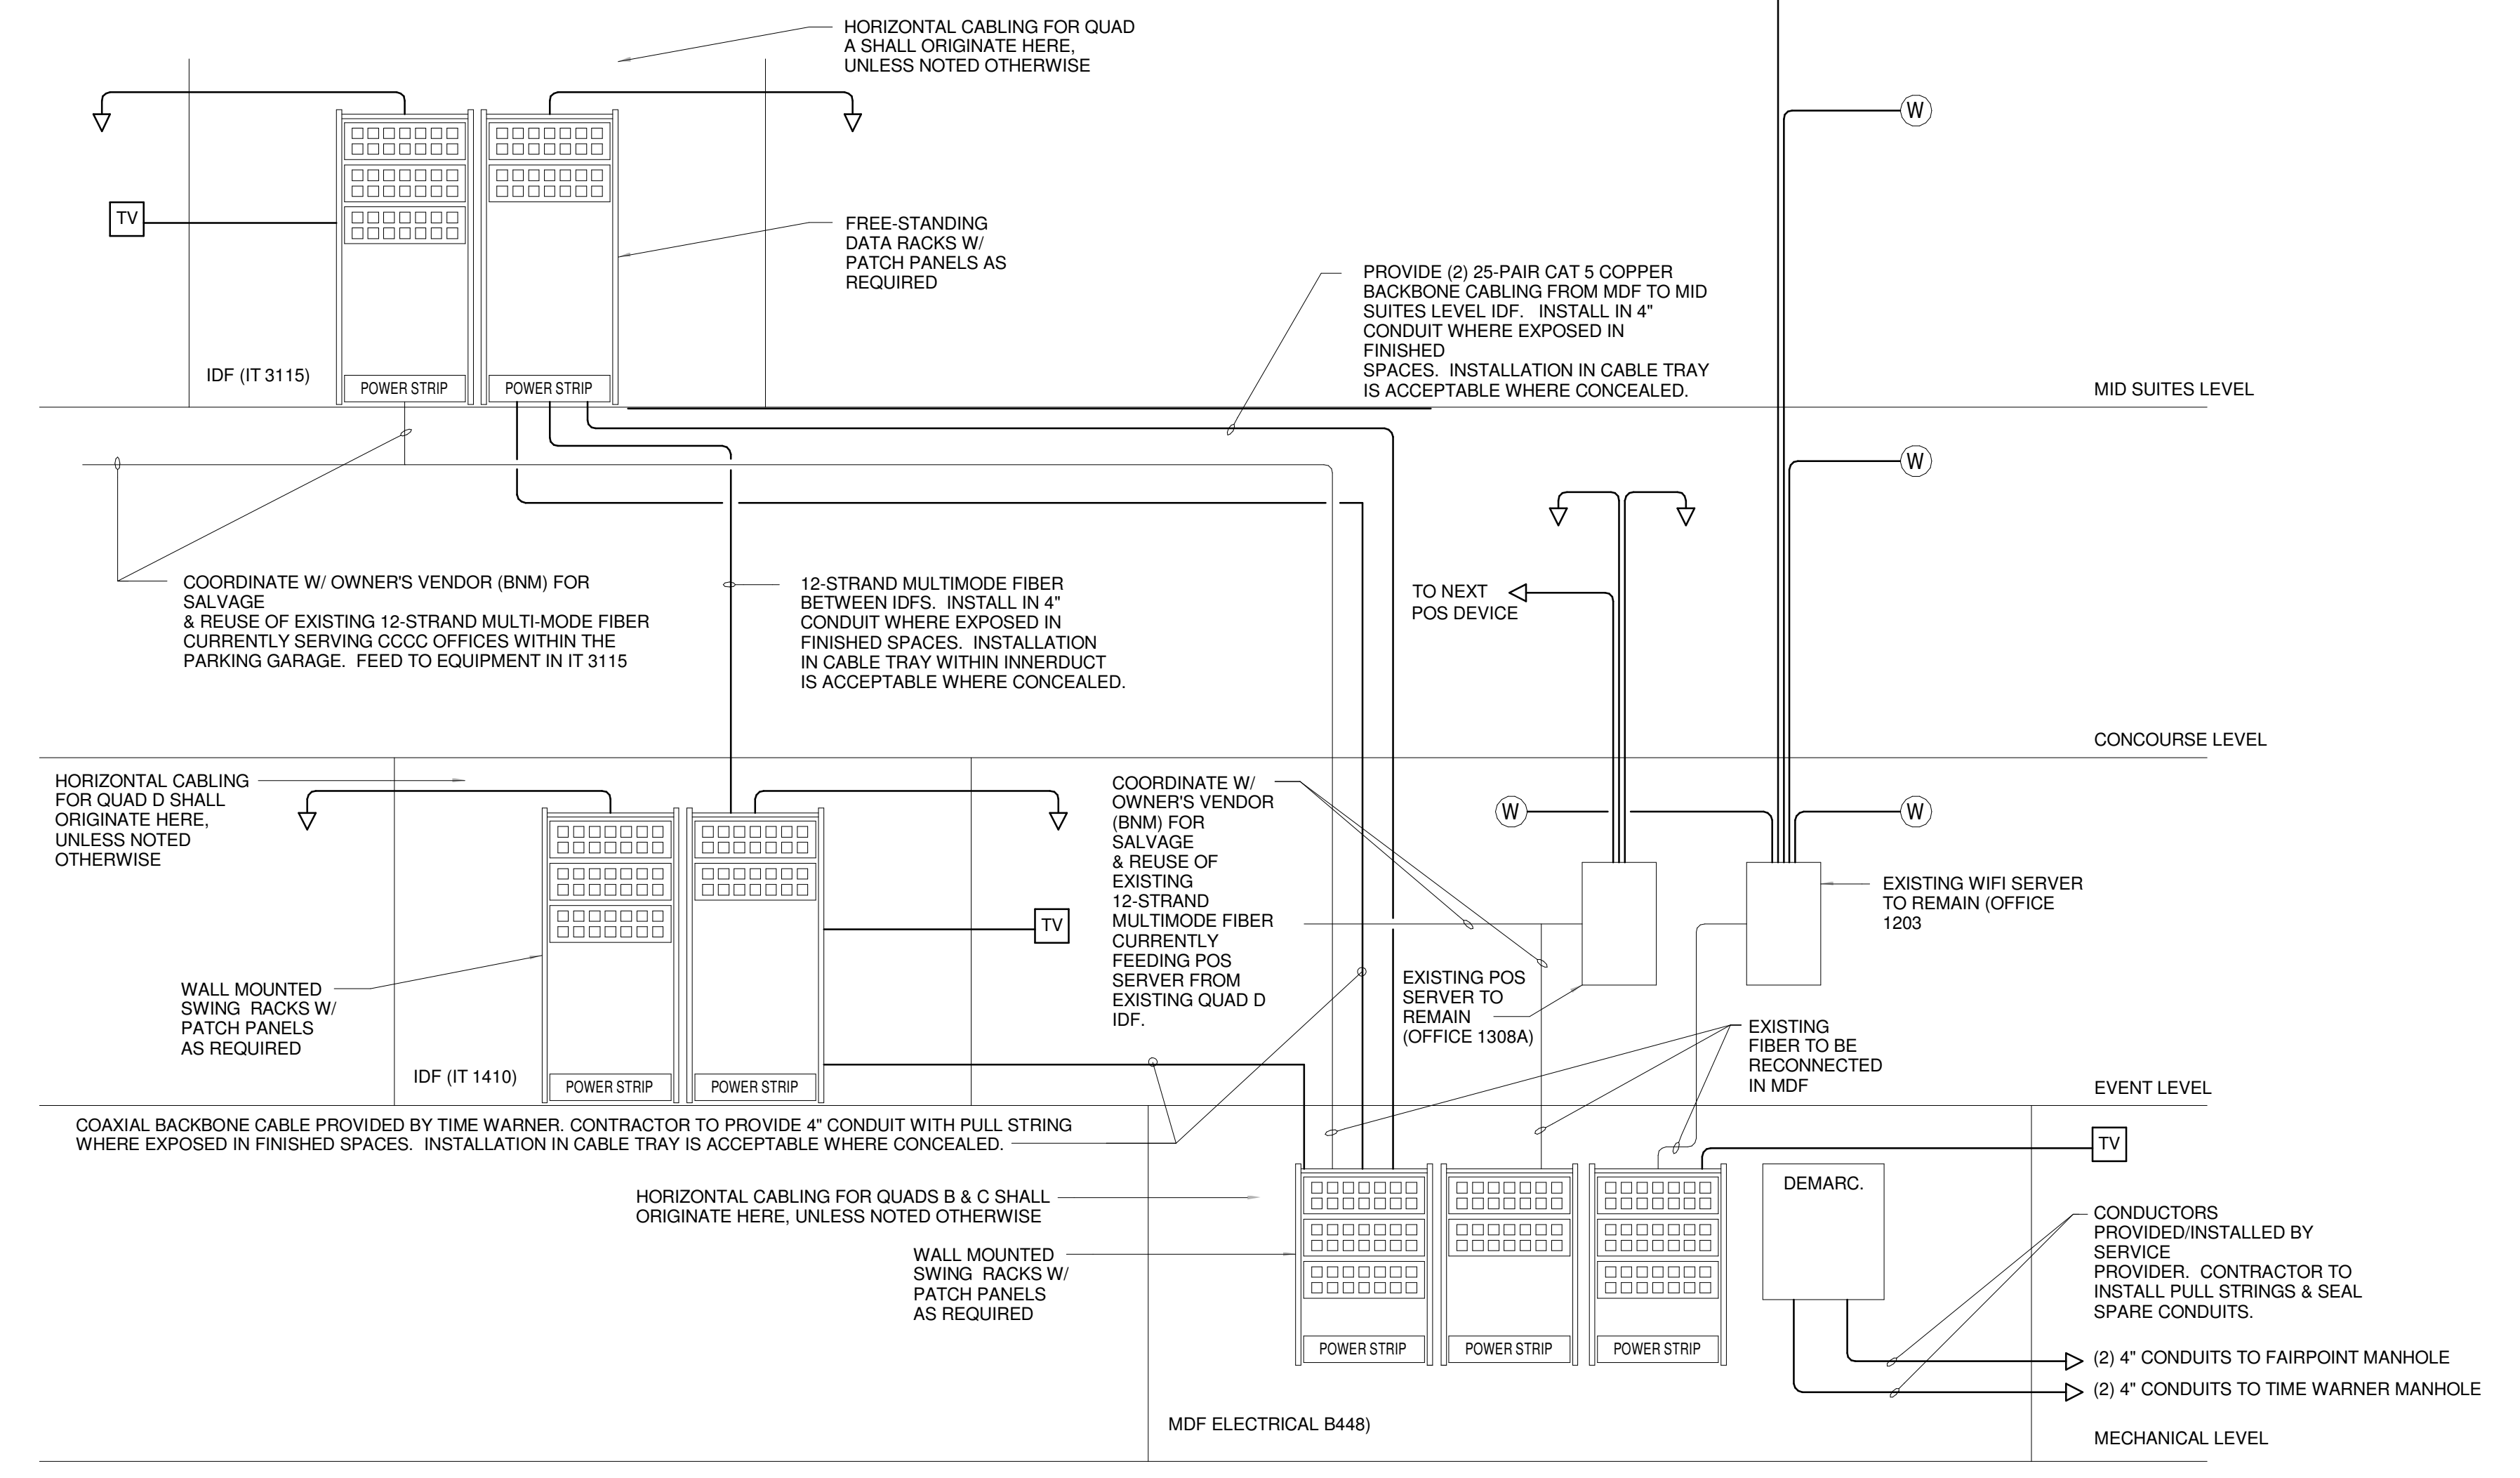 HORIZONTAL CABLING FOR QUAD
A SHALL ORIGINATE HERE,
UNLESS NOTED OTHERWISE
W
TV
FREE-STANDING
DATA RACKS W/
PATCH PANELS AS
REQUIRED
PROVIDE (2) 25-PAIR CAT 5 COPPER
BACKBONE CABLING FROM MDF TO MID
SUITES LEVEL IDF. INSTALL IN 4"
CONDUIT WHERE EXPOSED IN
FINISHED
SPACES. INSTALLATION IN CABLE TRAY
IS ACCEPTABLE WHERE CONCEALED.
IDF (IT 3115)
POWER STRIP
POWER STRIP
MID SUITES LEVEL
W
COORDINATE W/ OWNER'S VENDOR (BNM) FOR
SALVAGE
& REUSE OF EXISTING 12-STRAND MULTI-MODE FIBER
CURRENTLY SERVING CCCC OFFICES WITHIN THE
PARKING GARAGE. FEED TO EQUIPMENT IN IT 3115
12-STRAND MULTIMODE FIBER
BETWEEN IDFS. INSTALL IN 4"
CONDUIT WHERE EXPOSED IN
FINISHED SPACES. INSTALLATION
IN CABLE TRAY WITHIN INNERDUCT
IS ACCEPTABLE WHERE CONCEALED.
TO NEXT
POS DEVICE
CONCOURSE LEVEL
HORIZONTAL CABLING
FOR QUAD D SHALL
ORIGINATE HERE,
UNLESS NOTED
OTHERWISE
COORDINATE W/
OWNER'S VENDOR
(BNM) FOR
SALVAGE
& REUSE OF
EXISTING
12-STRAND
MULTIMODE FIBER
CURRENTLY
FEEDING POS
SERVER FROM
EXISTING QUAD D
IDF.
W
W
EXISTING WIFI SERVER
TO REMAIN (OFFICE
1203
TV
WALL MOUNTED
SWING RACKS W/
PATCH PANELS
AS REQUIRED
EXISTING POS
SERVER TO
REMAIN
(OFFICE 1308A)
EXISTING
FIBER TO BE
RECONNECTED
IN MDF
IDF (IT 1410)
POWER STRIP
POWER STRIP
EVENT LEVEL
COAXIAL BACKBONE CABLE PROVIDED BY TIME WARNER. CONTRACTOR TO PROVIDE 4" CONDUIT WITH PULL STRING
WHERE EXPOSED IN FINISHED SPACES. INSTALLATION IN CABLE TRAY IS ACCEPTABLE WHERE CONCEALED.
TV
HORIZONTAL CABLING FOR QUADS B & C SHALL
ORIGINATE HERE, UNLESS NOTED OTHERWISE
DEMARC.
WALL MOUNTED
SWING RACKS W/
PATCH PANELS
AS REQUIRED
CONDUCTORS
PROVIDED/INSTALLED BY
SERVICE
PROVIDER. CONTRACTOR TO
INSTALL PULL STRINGS & SEAL
SPARE CONDUITS.
POWER STRIP
POWER STRIP
POWER STRIP
(2) 4" CONDUITS TO FAIRPOINT MANHOLE
(2) 4" CONDUITS TO TIME WARNER MANHOLE
MDF ELECTRICAL B448)
MECHANICAL LEVEL